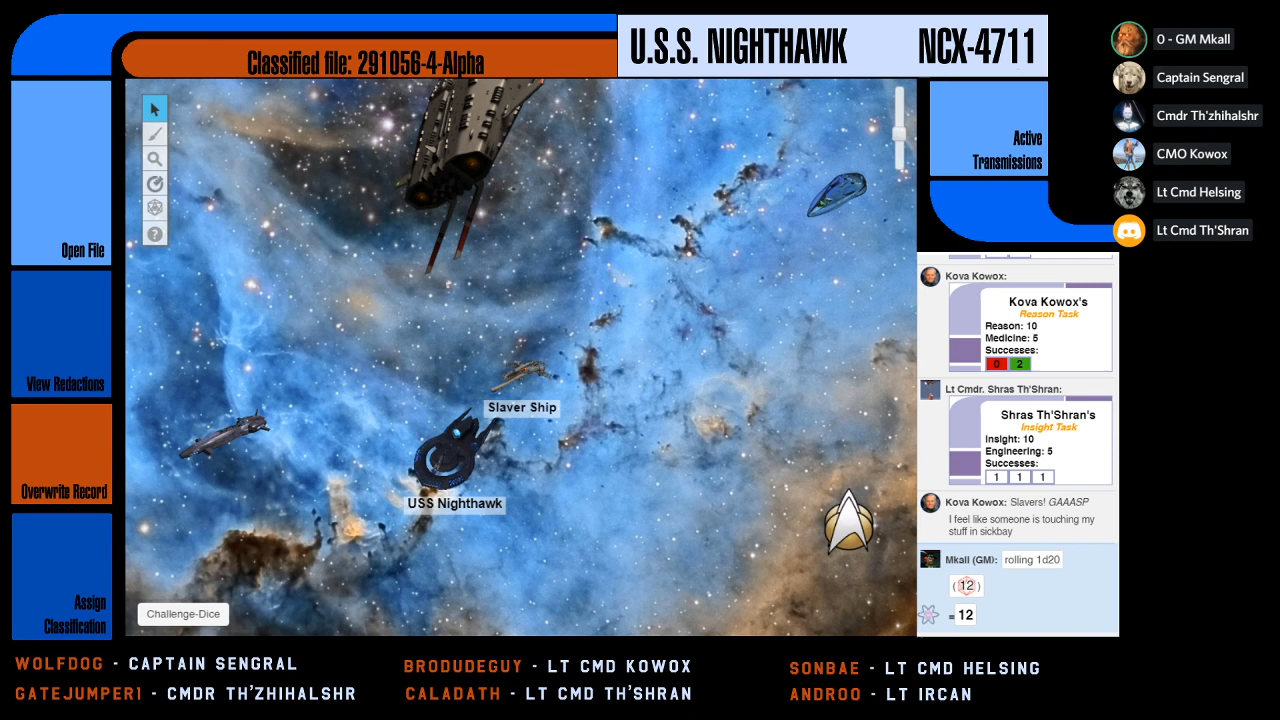 Classified file: 291056-4-Alpha
U.S.S. NIGHTHAWK NCX-4711
Open File
View Redactions
Overwrite Record
Assign
Classification
Active
Transmissions
0 - GM Mkall
Captain Sengral
Cmdr Th'zhihalshr
CMO Kowox
Lt Cmd Helsing
Lt Cmd Th'Shran
Slaver Ship
USS Nighthawk
Challenge-Dice
Kova Kowox:
Kova Kowox's
Reason Task
Reason: 10
Medicine: 5
Successes:
0 2
Lt Cmdr. Shras Th'Shran:
Shras Th'Shran's
Insight Task
Insight: 10
Engineering: 5
Successes:
1 1 1
Kova Kowox: Slavers! GAAASP
I feel like someone is touching my
stuff in sickbay
Mkall (GM): rolling 1d20
(12)
=12
WOLFDOG - CAPTAIN SENGRAL
GATEJUMPER1 - CMDR TH'ZHIHALSHR
BRODUDEGUY - LT CMD KOWOX
CALADATH - LT CMD TH'SHRAN
SONBAE - LT CMD HELSING
ANDROO - LT IRCAN